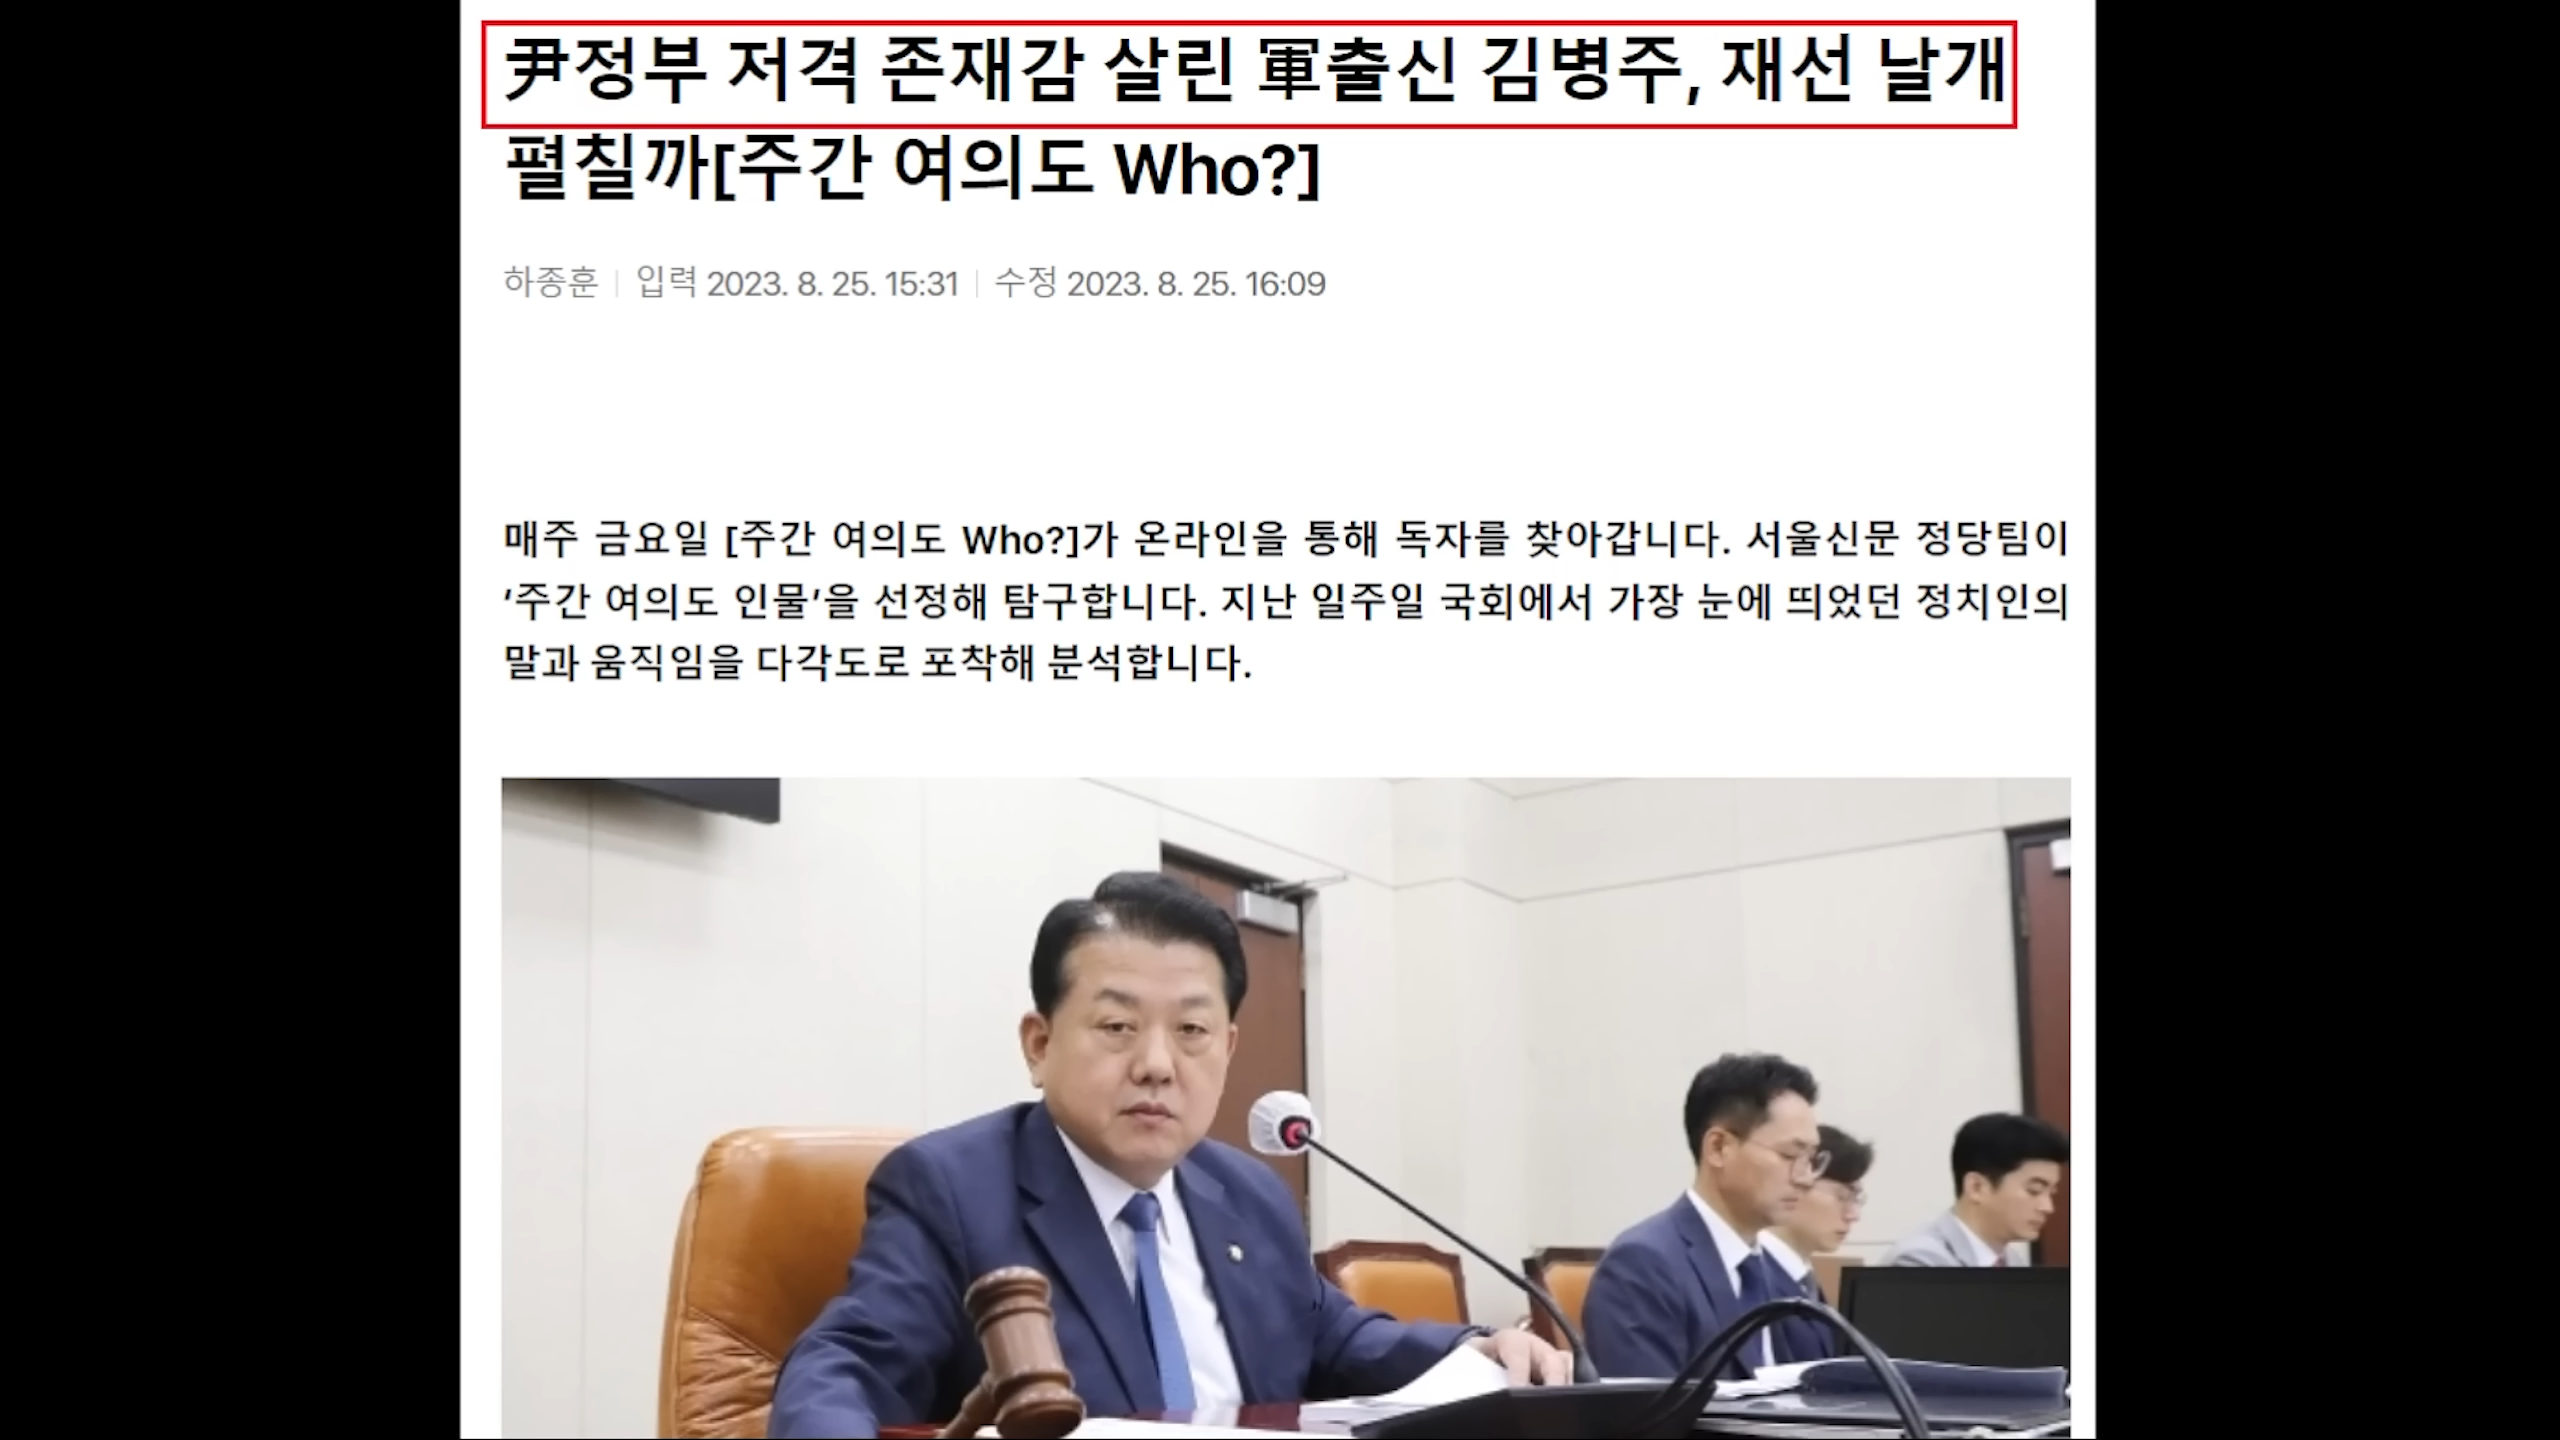 尹정부 저격 존재감 살린 軍출신 김병주, 재선 날개
펼칠까[주간 여의도 Who?]
하종훈 | 입력 2023. 8. 25. 15:31 | 수정 2023. 8. 25. 16:09
매주 금요일 [주간 여의도 Who?]가 온라인을 통해 독자를 찾아갑니다. 서울신문 정당팀이
'주간 여의도 인물'을 선정해 탐구합니다. 지난 일주일 국회에서 가장 눈에 띄었던 정치인의
말과 움직임을 다각도로 포착해 분석합니다.